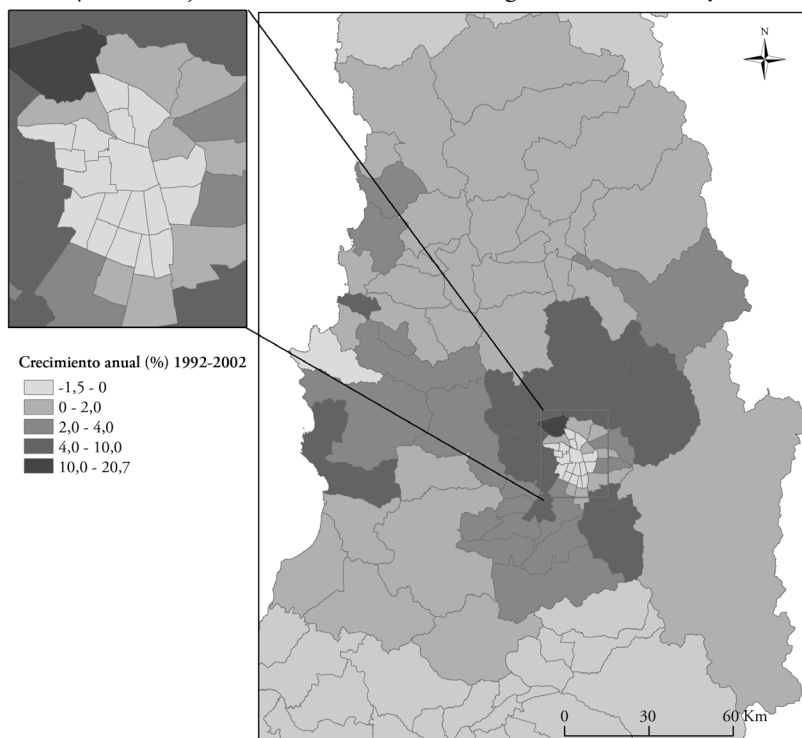 N
Crecimiento anual (%) 1992-2002
-1,5 - 0
0 - 2,0
2,0 - 4,0
4,0 - 10,0
10,0 - 20,7
0 30 60 Km